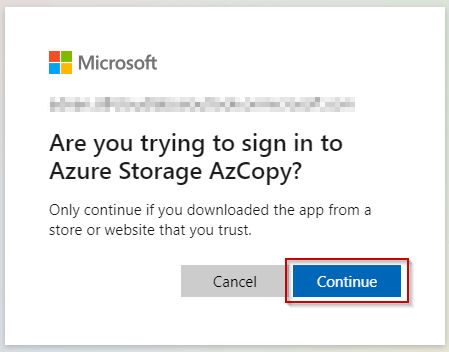 Microsoft
Are you trying to sign in to
Azure Storage AzCopy?
Only continue if you downloaded the app from a
store or website that you trust.
Cancel
Continue